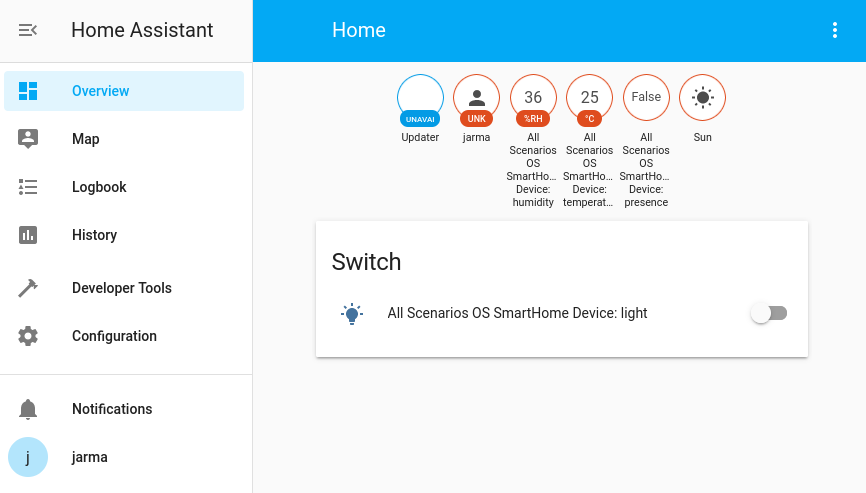 Home Assistant
Home
Overview
Map
Logbook
History
Developer Tools
Configuration
Notifications
j
jarma
UNAVAI
Updater
UNK
jarma
36
%RH
All
Scenarios
OS
SmartHo...
Device:
humidity
25
°C
All
Scenarios
OS
SmartHo...
Device:
temperat...
False
All
Scenarios
OS
SmartHo...
Device:
presence
Sun
Switch
All Scenarios OS SmartHome Device: light